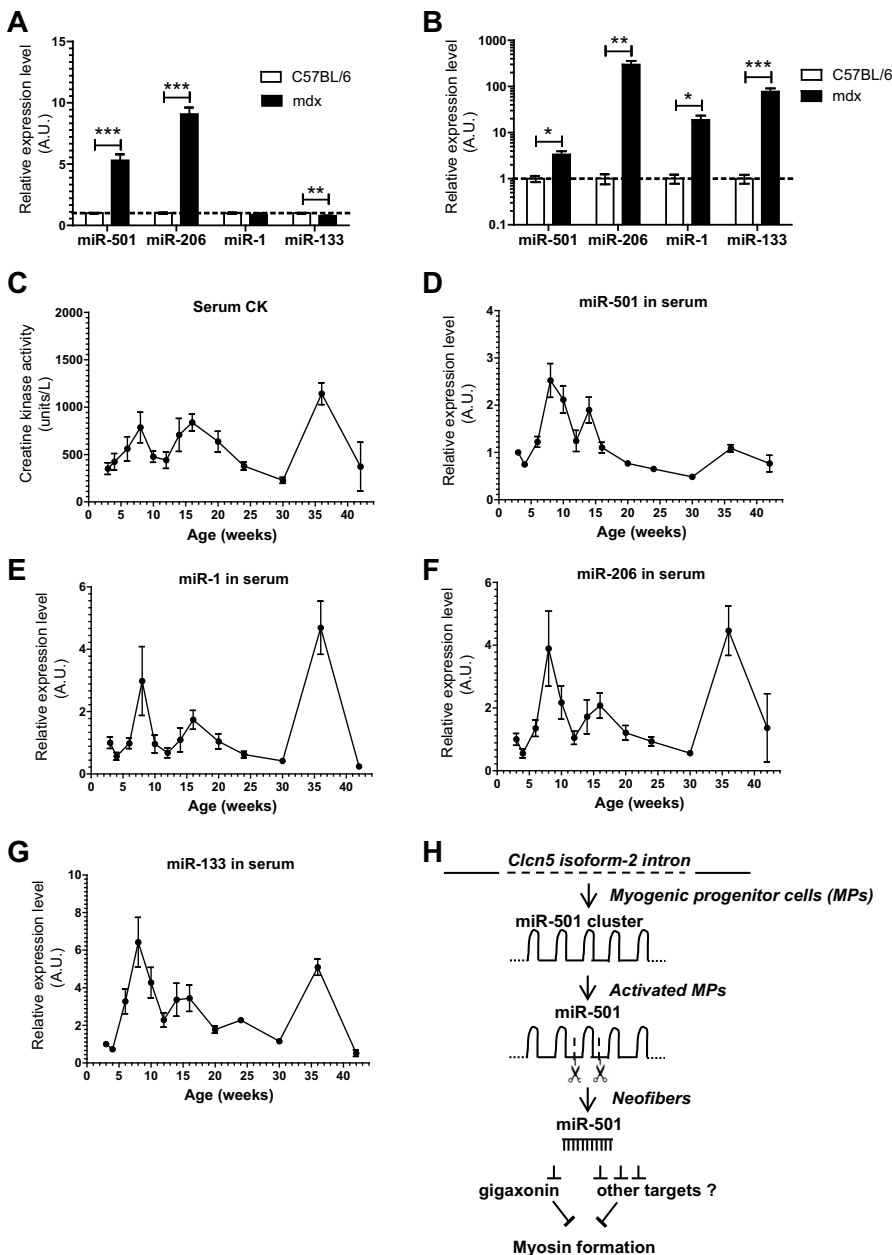 A
Relative expression level
(A.U.)
15
10
5
1
0
***
***
**
C57BL/6
mdx
miR-501 miR-206 miR-1 miR-133
B
Relative expression level
(A.U.)
1000
100
10
1
0.1
*
**
*
***
C57BL/6
mdx
miR-501 miR-206 miR-1 miR-133
C
Serum CK
Creatine kinase activity
(units/L)
2000
1500
1000
500
0
0 5 10 15 20 25 30 35 40
Age (weeks)
D
miR-501 in serum
Relative expression level
(A.U.)
4
3
2
1
0
0 5 10 15 20 25 30 35 40
Age (weeks)
E
miR-1 in serum
Relative expression level
(A.U.)
6
4
2
0
0 5 10 15 20 25 30 35 40
Age (weeks)
F
miR-206 in serum
Relative expression level
(A.U.)
6
4
2
0
0 5 10 15 20 25 30 35 40
Age (weeks)
G
miR-133 in serum
Relative expression level
(A.U.)
10
8
6
4
2
0
0 5 10 15 20 25 30 35 40
Age (weeks)
H
Clcn5 isoform-2 intron
Myogenic progenitor cells (MPs)
miR-501 cluster
Activated MPs
miR-501
Neofibers
miR-501
gigaxonin other targets ?
Myosin formation